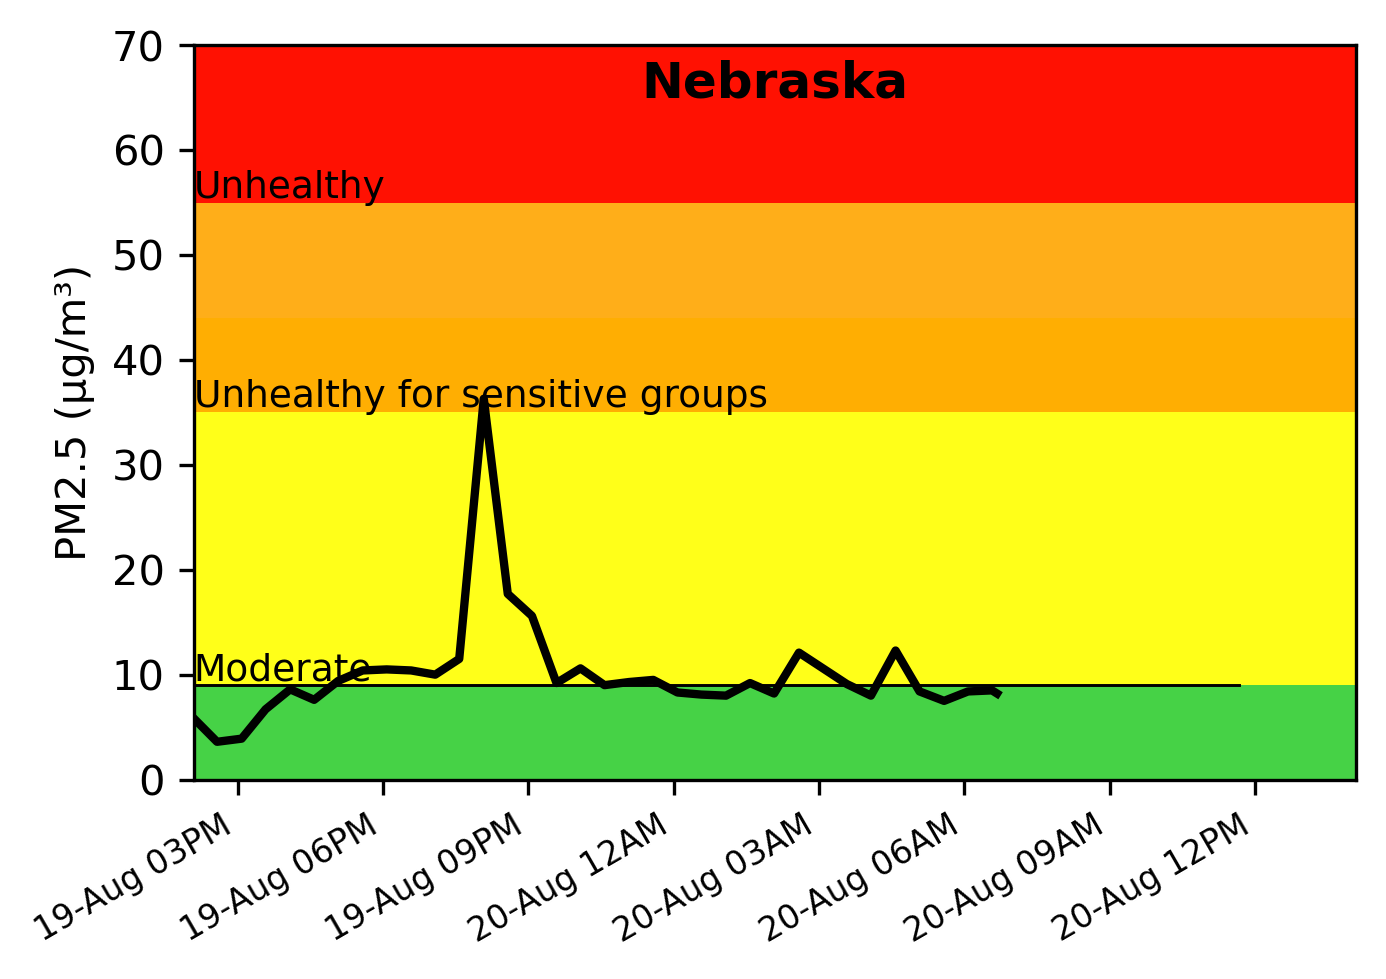 Nebraska
70
60
Unhealthy
50
40
Unhealthy for sensitive groups
30
20
10
Moderate
0
PM2.5 (µg/m³)
19-Aug 03PM
19-Aug 06PM
19-Aug 09PM
20-Aug 12AM
20-Aug 03AM
20-Aug 06AM
20-Aug 09AM
20-Aug 12PM